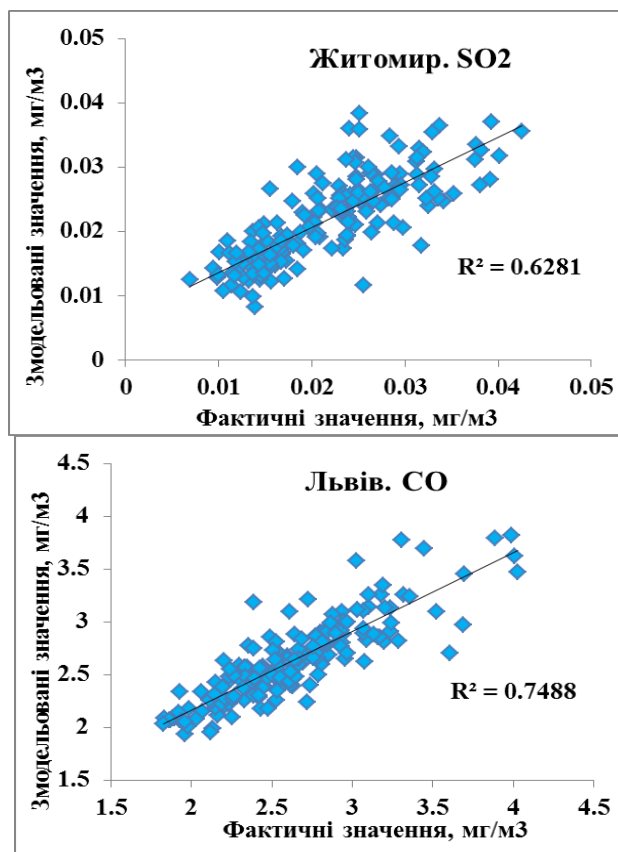 Житомир. SO2
Змодельовані значення, мг/м3
0.05
0.04
0.03
0.02
0.01
0
0 0.01 0.02 0.03 0.04 0.05
R² = 0.6281
Фактичні значення, мг/м3
Львів. CO
Змодельовані значення, мг/м3
4.5
3.5
3
2.5
2
1.5
1.5 2 2.5 3 3.5 4 4.5
R² = 0.7488
Фактичні значення, мг/м3